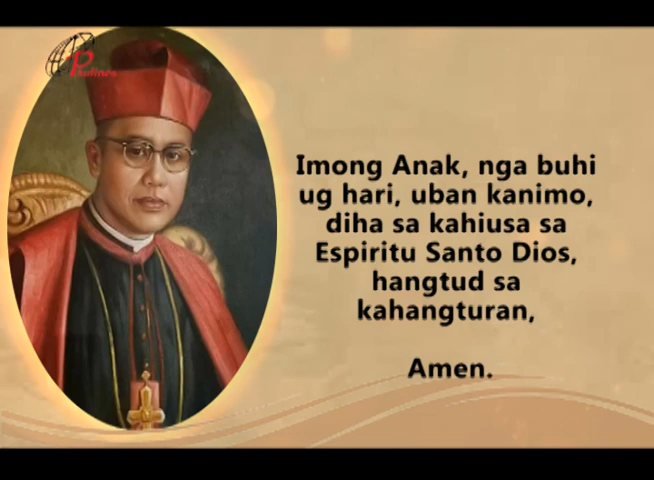 Paulines
Imong Anak, nga buhi
ug hari, uban kanimo,
diha sa kahiusa sa
Espiritu Santo Dios,
hangtud sa
kahangturan,
Amen.